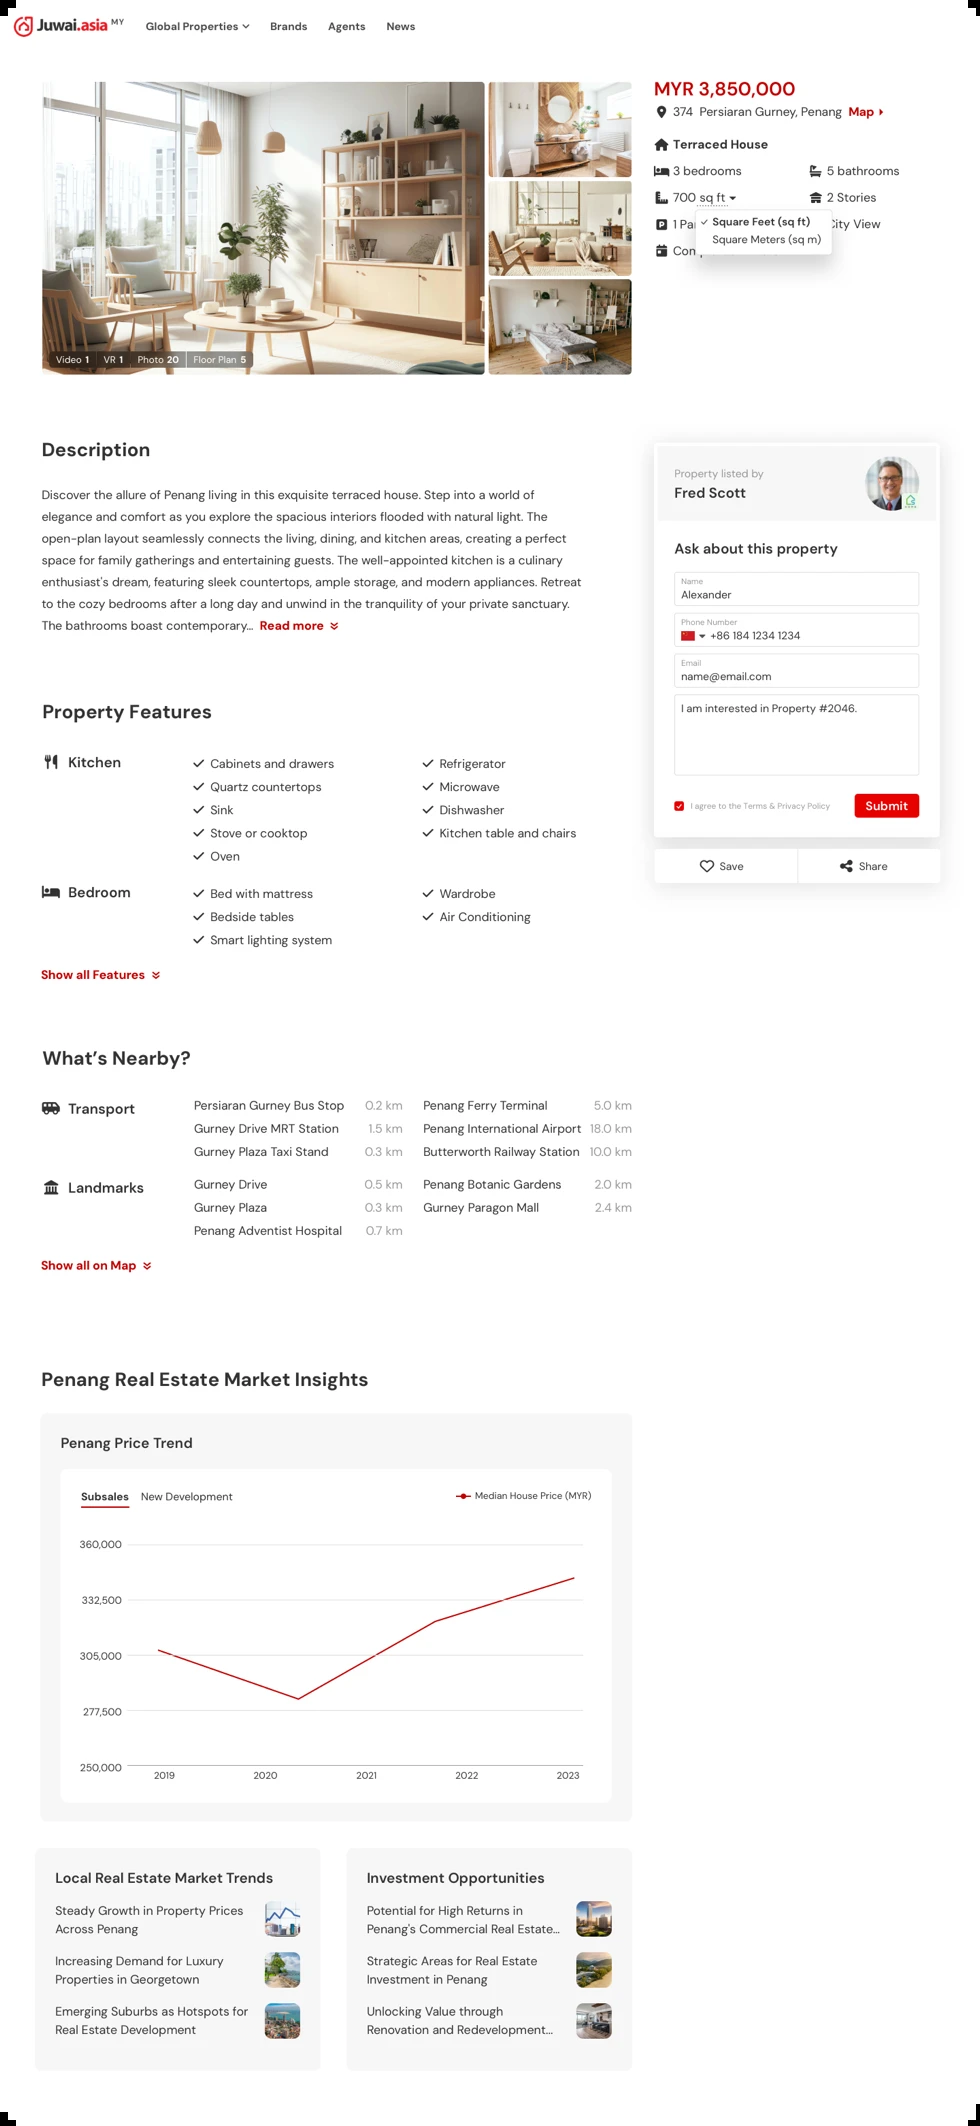 Juwai.asia MY
Global Properties
Brands
Agents
News
MYR 3,850,000
374 Persiaran Gurney, Penang Map
Terraced House
3 bedrooms
5 bathrooms
700 sq ft
2 Stories
1 Pa
City View
Square Feet (sq ft)
Square Meters (sq m)
Com
Video 1
VR 1
Photo 20
Floor Plan 5
Description
Discover the allure of Penang living in this exquisite terraced house. Step into a world of
elegance and comfort as you explore the spacious interiors flooded with natural light. The
open-plan layout seamlessly connects the living, dining, and kitchen areas, creating a perfect
space for family gatherings and entertaining guests. The well-appointed kitchen is a culinary
enthusiast's dream, featuring sleek countertops, ample storage, and modern appliances. Retreat
to the cozy bedrooms after a long day and unwind in the tranquility of your private sanctuary.
The bathrooms boast contemporary... Read more
Property listed by
Fred Scott
Ask about this property
Name
Alexander
Phone Number
+86 184 1234 1234
Email
name@email.com
I am interested in Property #2046.
I agree to the Terms & Privacy Policy
Submit
Save
Share
Property Features
Kitchen
Cabinets and drawers
Quartz countertops
Sink
Stove or cooktop
Oven
Refrigerator
Microwave
Dishwasher
Kitchen table and chairs
Bedroom
Bed with mattress
Bedside tables
Smart lighting system
Wardrobe
Air Conditioning
Show all Features
What's Nearby?
Transport
Persiaran Gurney Bus Stop 0.2 km
Gurney Drive MRT Station 1.5 km
Gurney Plaza Taxi Stand 0.3 km
Penang Ferry Terminal 5.0 km
Penang International Airport 18.0 km
Butterworth Railway Station 10.0 km
Landmarks
Gurney Drive 0.5 km
Gurney Plaza 0.3 km
Penang Adventist Hospital 0.7 km
Penang Botanic Gardens 2.0 km
Gurney Paragon Mall 2.4 km
Show all on Map
Penang Real Estate Market Insights
Penang Price Trend
Subsales
New Development
Median House Price (MYR)
360,000
332,500
305,000
277,500
250,000
2019
2020
2021
2022
2023
Local Real Estate Market Trends
Steady Growth in Property Prices
Across Penang
Increasing Demand for Luxury
Properties in Georgetown
Emerging Suburbs as Hotspots for
Real Estate Development
Investment Opportunities
Potential for High Returns in
Penang's Commercial Real Estate...
Strategic Areas for Real Estate
Investment in Penang
Unlocking Value through
Renovation and Redevelopment...